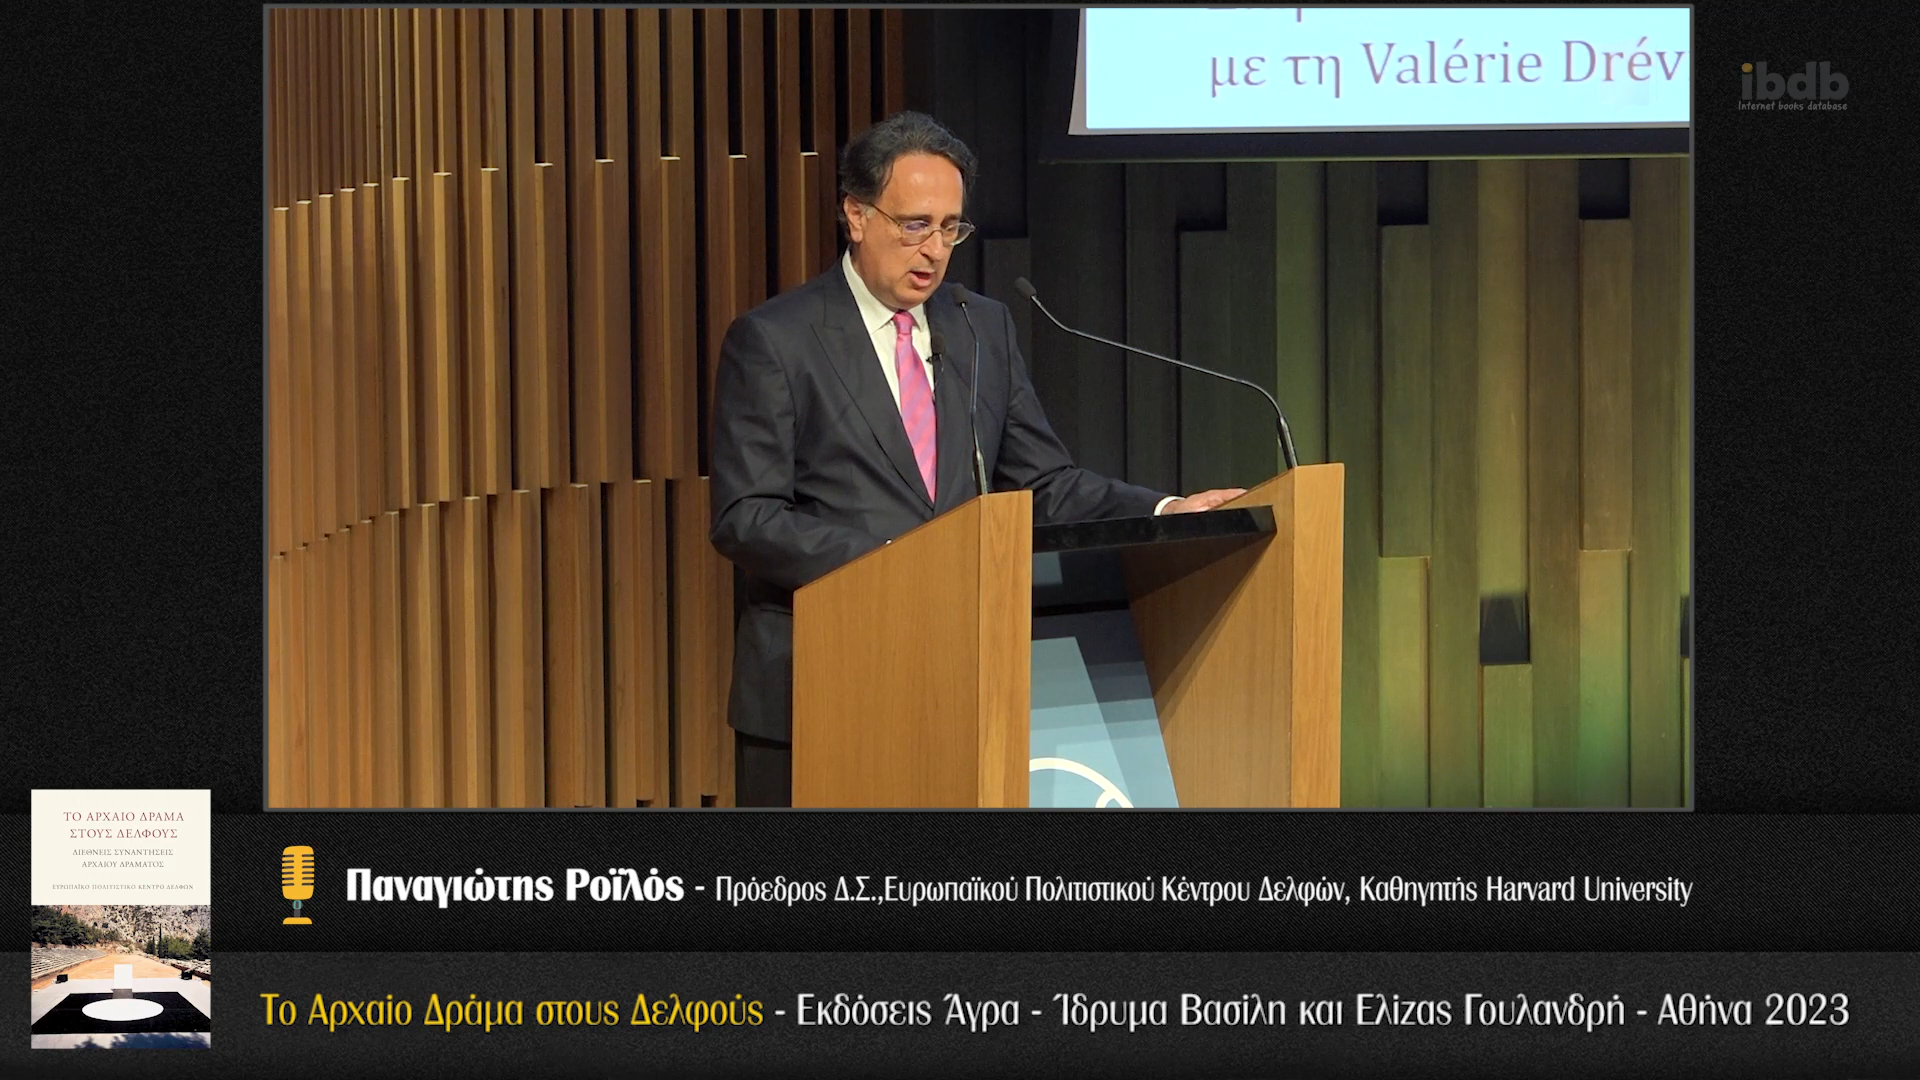 με τη Valérie Drév
ibdb
Internet books database
ΤΟ ΑΡΧΑΙΟ ΔΡΑΜΑ
ΣΤΟΥΣ ΔΕΛΦΟΥΣ
ΔΙΕΘΝΕΙΣ ΣΥΝΑΝΤΗΣΕΙΣ
ΑΡΧΑΙΟΥ ΔΡΑΜΑΤΟΣ
ΕΥΡΩΠΑΪΚΟ ΠΟΛΙΤΙΣΤΙΚΟ ΚΕΝΤΡΟ ΔΕΛΦΩΝ
Παναγιώτης Ροϊλός - Πρόεδρος Δ.Σ.,Ευρωπαϊκού Πολιτιστικού Κέντρου Δελφών, Καθηγητής Harvard University
Το Αρχαίο Δράμα στους Δελφούς - Εκδόσεις Άγρα - Ίδρυμα Βασίλη και Ελίζας Γουλανδρή - Αθήνα 2023